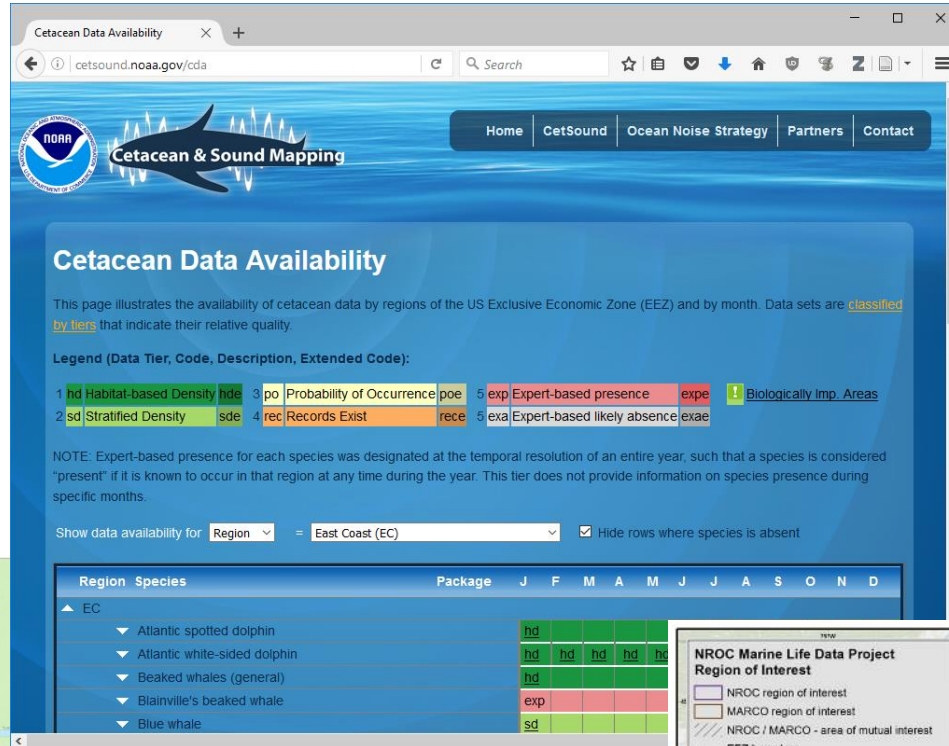 Cetacean Data Availability
cetsound.noaa.gov/cda
Search
NOAA
Cetacean & Sound Mapping
Home CetSound Ocean Noise Strategy Partners Contact
Cetacean Data Availability
This page illustrates the availability of cetacean data by regions of the US Exclusive Economic Zone (EEZ) and by month. Data sets are classified
by tiers that indicate their relative quality.
Legend (Data Tier, Code, Description, Extended Code):
1 hd Habitat-based Density hde 3 po Probability of Occurrence poe 5 exp Expert-based presence expe ! Biologically Imp. Areas
2 sd Stratified Density sde 4 rec Records Exist rece 5 exa Expert-based likely absence exae
NOTE: Expert-based presence for each species was designated at the temporal resolution of an entire year, such that a species is considered
"present" if it is known to occur in that region at any time during the year. This tier does not provide information on species presence during
specific months.
Show data availability for Region = East Coast (EC) Hide rows where species is absent
Region Species Package J F M A M J J A S O N D
EC
Atlantic spotted dolphin hd
Atlantic white-sided dolphin hd hd hd hd hd
Beaked whales (general) hd
Blainville's beaked whale exp
Blue whale sd
NROC Marine Life Data Project
Region of Interest
NROC region of interest
MARCO region of interest
NROC / MARCO - area of mutual interest